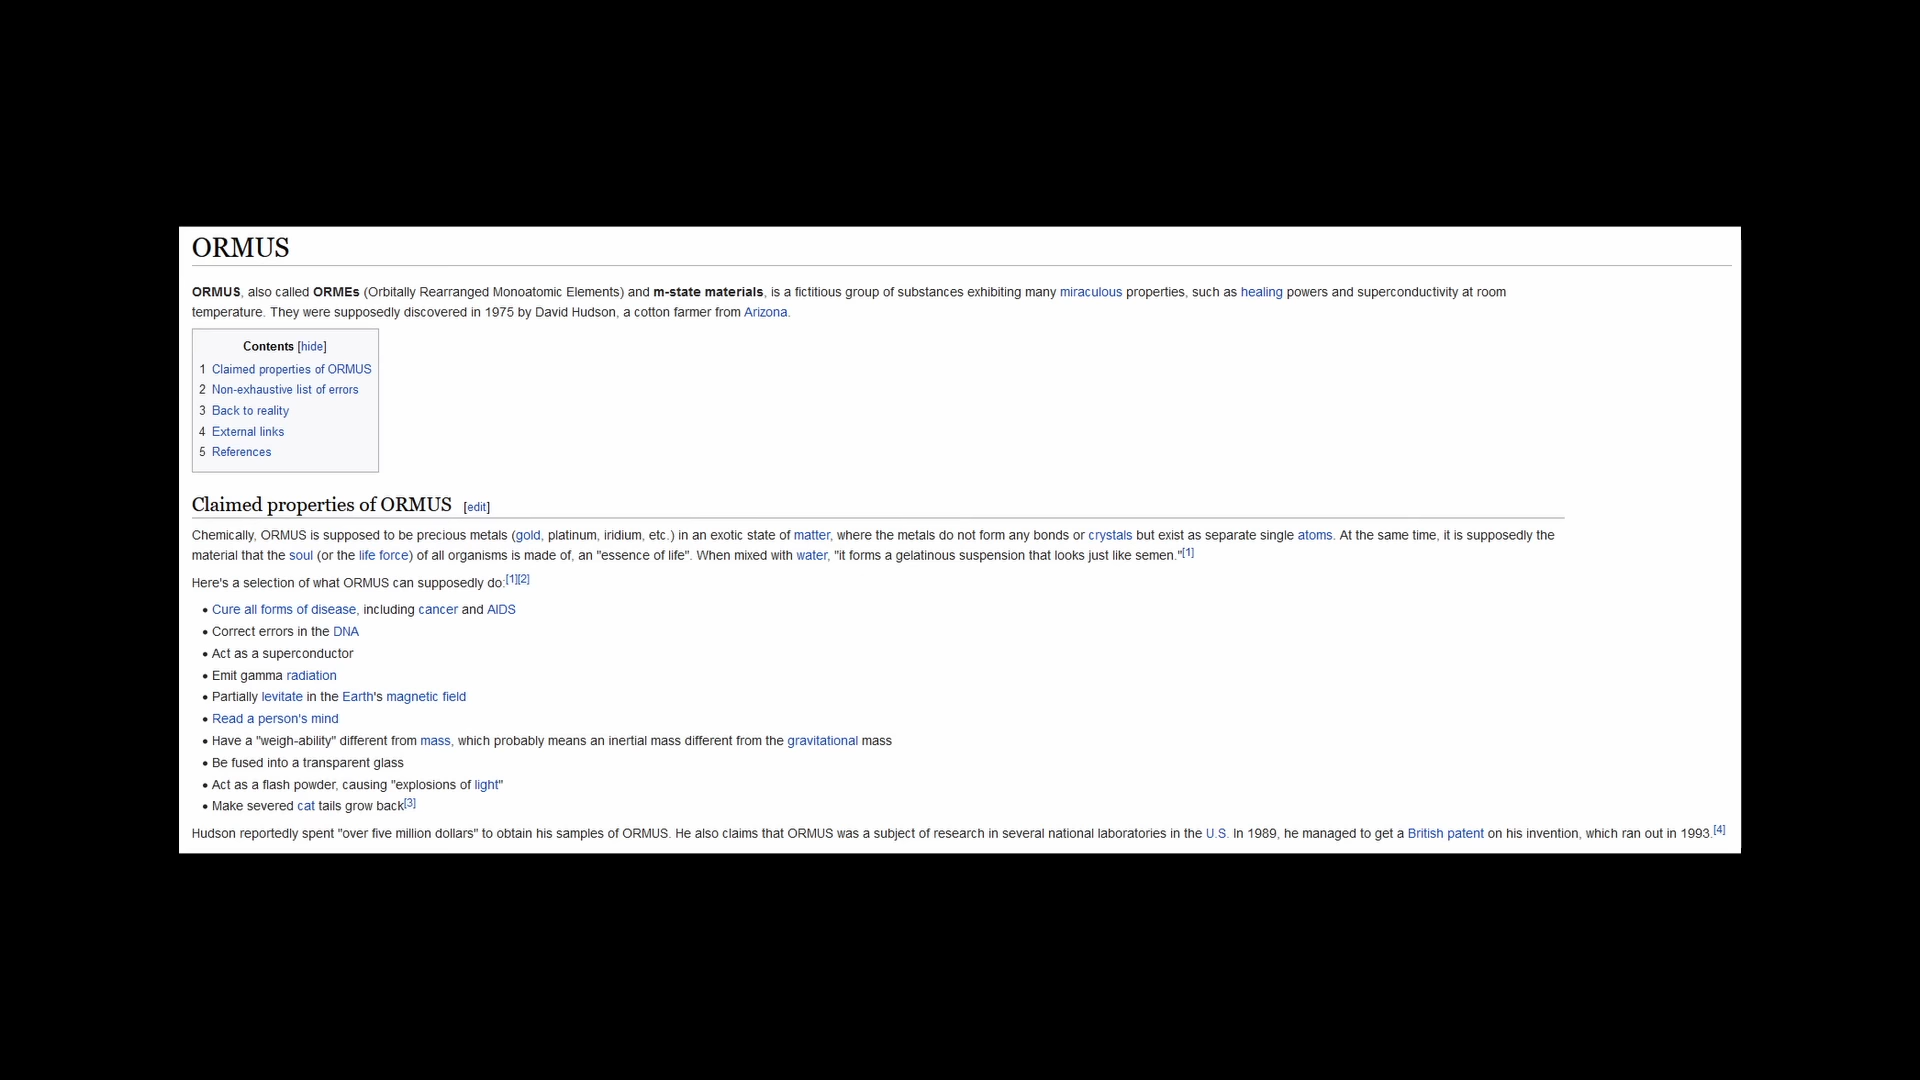 ORMUS
ORMUS, also called ORMEs (Orbitally Rearranged Monoatomic Elements) and m-state materials, is a fictitious group of substances exhibiting many miraculous properties, such as healing powers and superconductivity at room
temperature. They were supposedly discovered in 1975 by David Hudson, a cotton farmer from Arizona.
Contents [hide]
1 Claimed properties of ORMUS
2 Non-exhaustive list of errors
3 Back to reality
4 External links
5 References
Claimed properties of ORMUS [edit]
Chemically, ORMUS is supposed to be precious metals (gold, platinum, iridium, etc.) in an exotic state of matter, where the metals do not form any bonds or crystals but exist as separate single atoms. At the same time, it is supposedly the
material that the soul (or the life force) of all organisms is made of, an "essence of life". When mixed with water, "it forms a gelatinous suspension that looks just like semen."[1]
Here's a selection of what ORMUS can supposedly do:[1][2]
• Cure all forms of disease, including cancer and AIDS
• Correct errors in the DNA
• Act as a superconductor
• Emit gamma radiation
• Partially levitate in the Earth's magnetic field
• Read a person's mind
• Have a "weigh-ability" different from mass, which probably means an inertial mass different from the gravitational mass
• Be fused into a transparent glass
• Act as a flash powder, causing "explosions of light"
• Make severed cat tails grow back[3]
Hudson reportedly spent "over five million dollars" to obtain his samples of ORMUS. He also claims that ORMUS was a subject of research in several national laboratories in the U.S. In 1989, he managed to get a British patent on his invention, which ran out in 1993.[4]